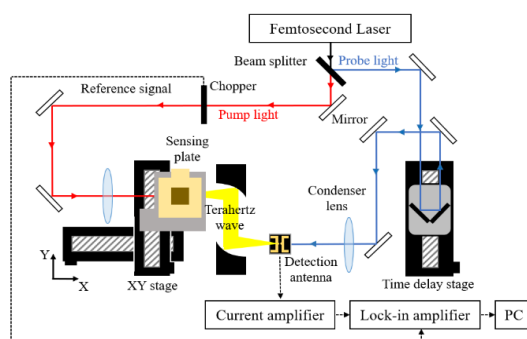 Femtosecond Laser
Beam splitter
Probe light
Reference signal
Chopper
Pump light
Mirror
Sensing
plate
Condenser
lens
Terahertz
wave
Y
X
XY stage
Detection
antenna
Time delay stage
Current amplifier
Lock-in amplifier
PC